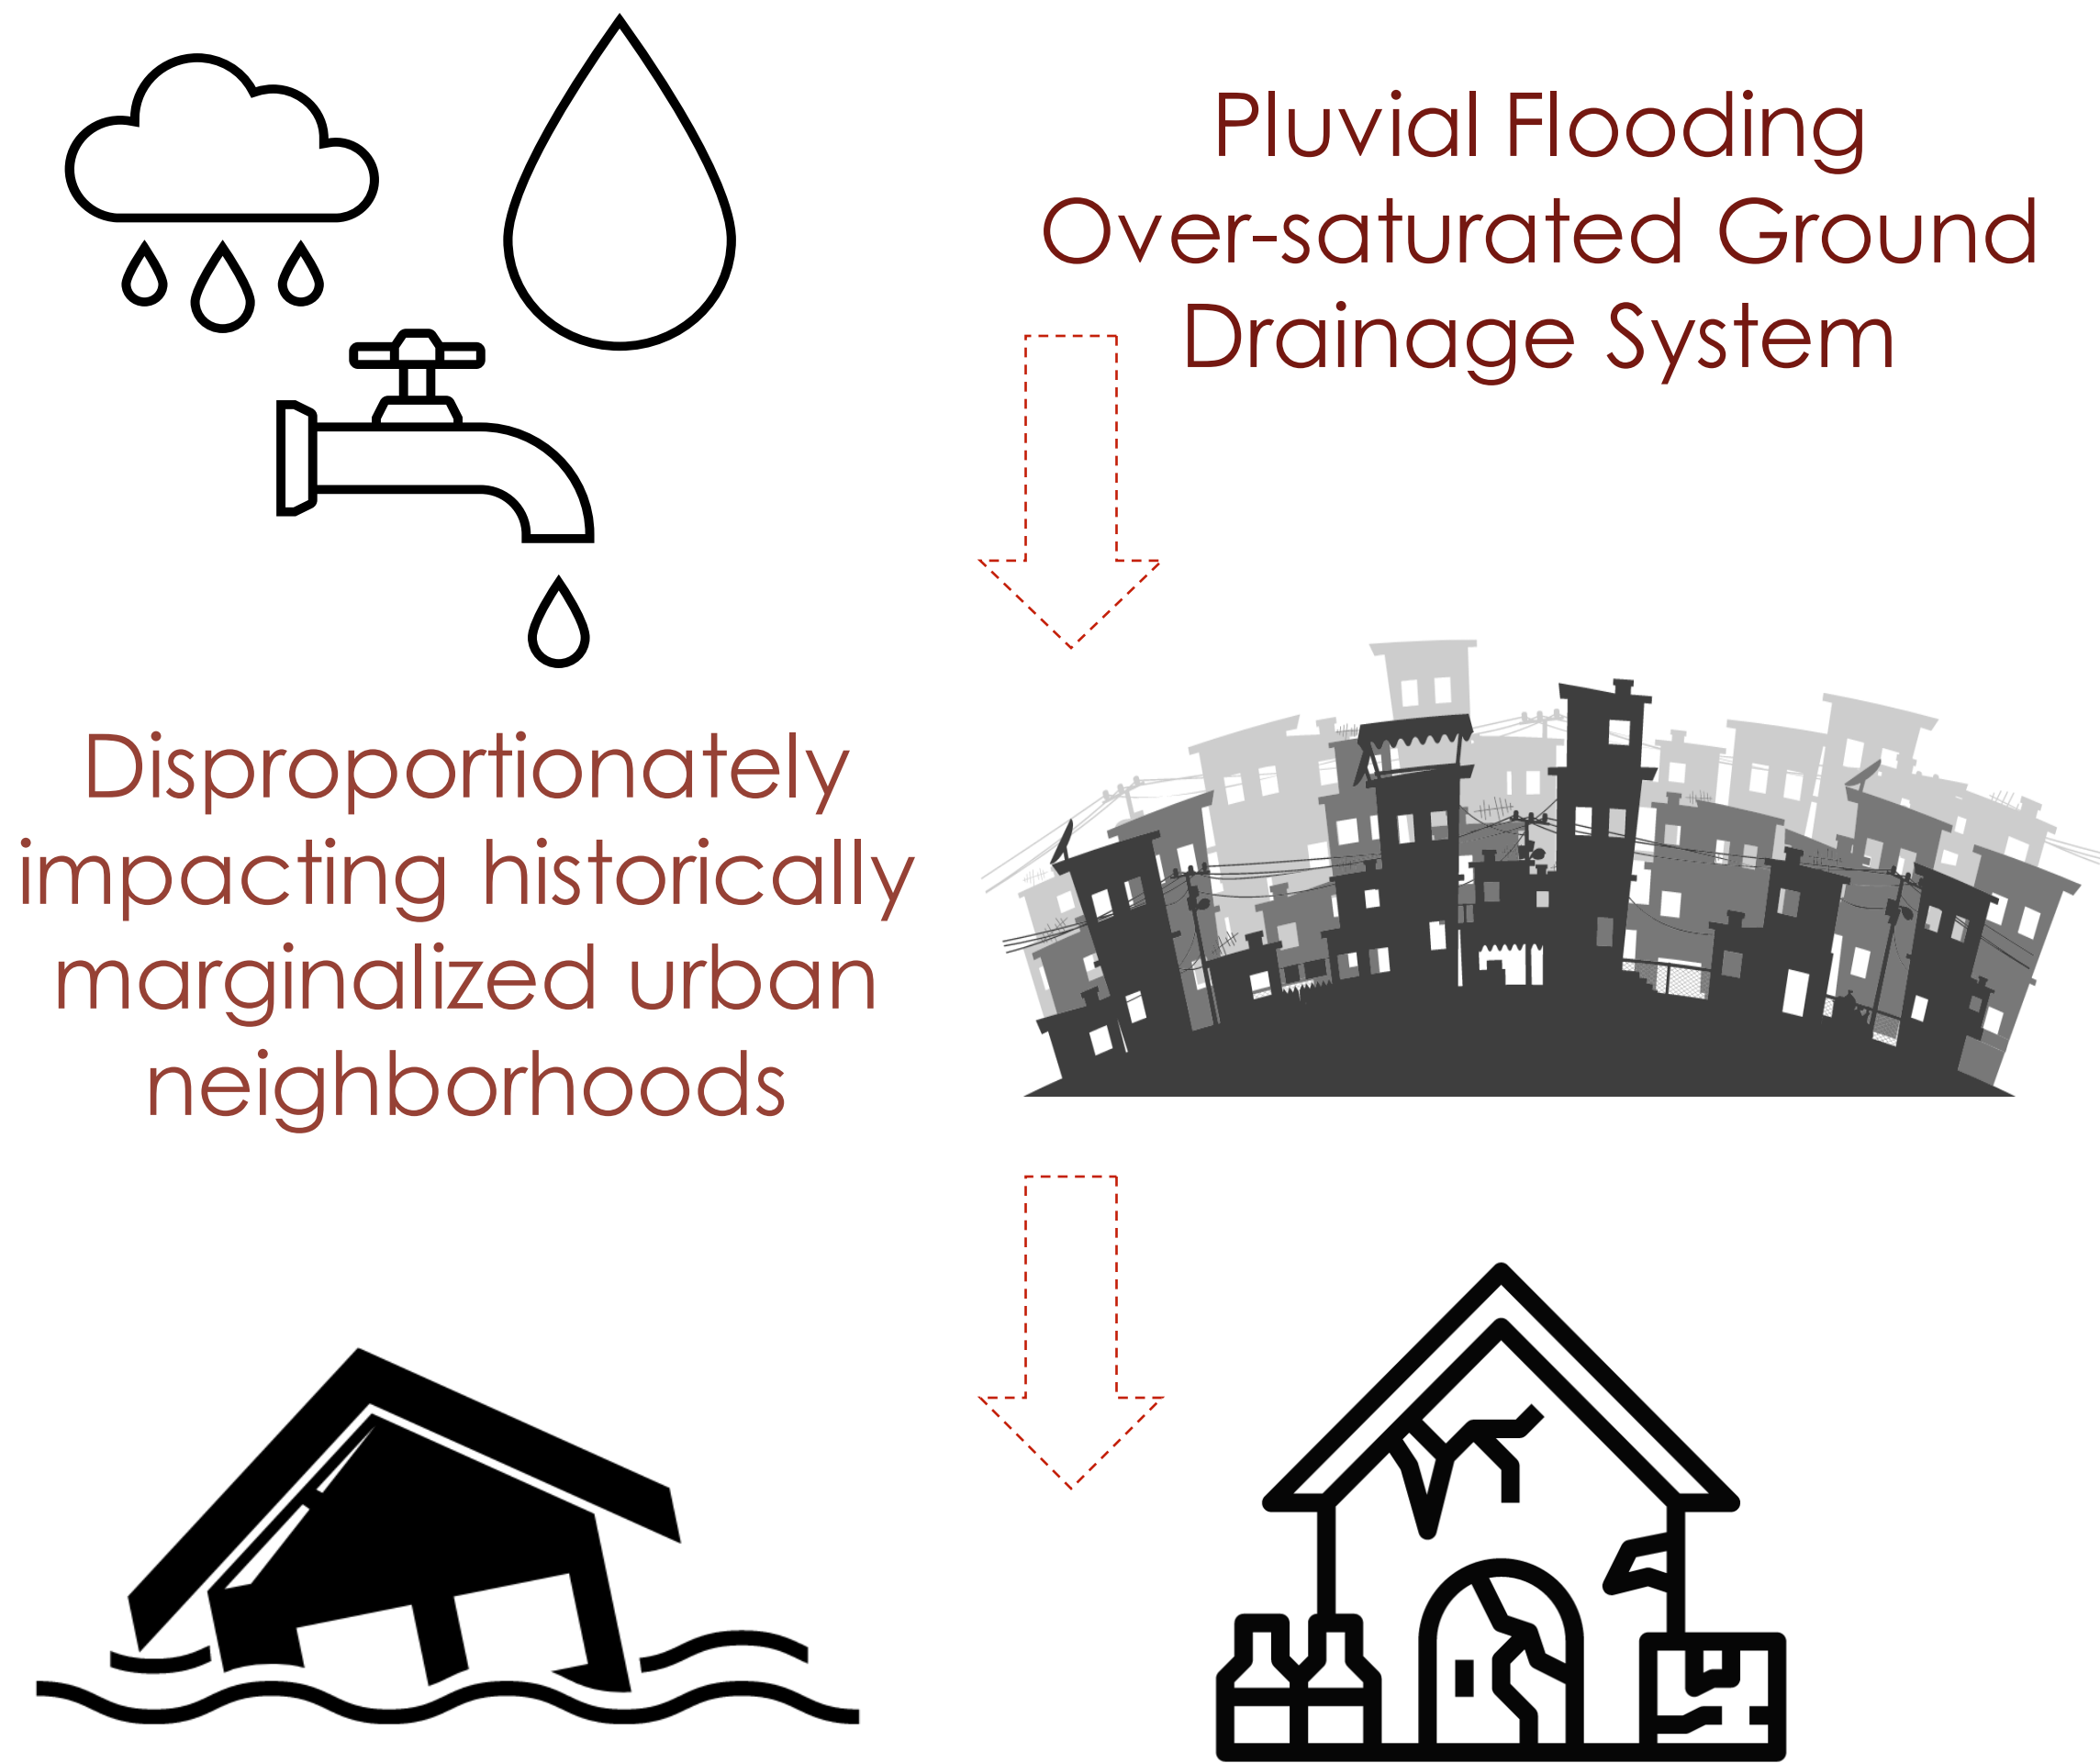 Pluvial Flooding
Over-saturated Ground
Drainage System
Disproportionately
impacting historically
marginalized urban
neighborhoods